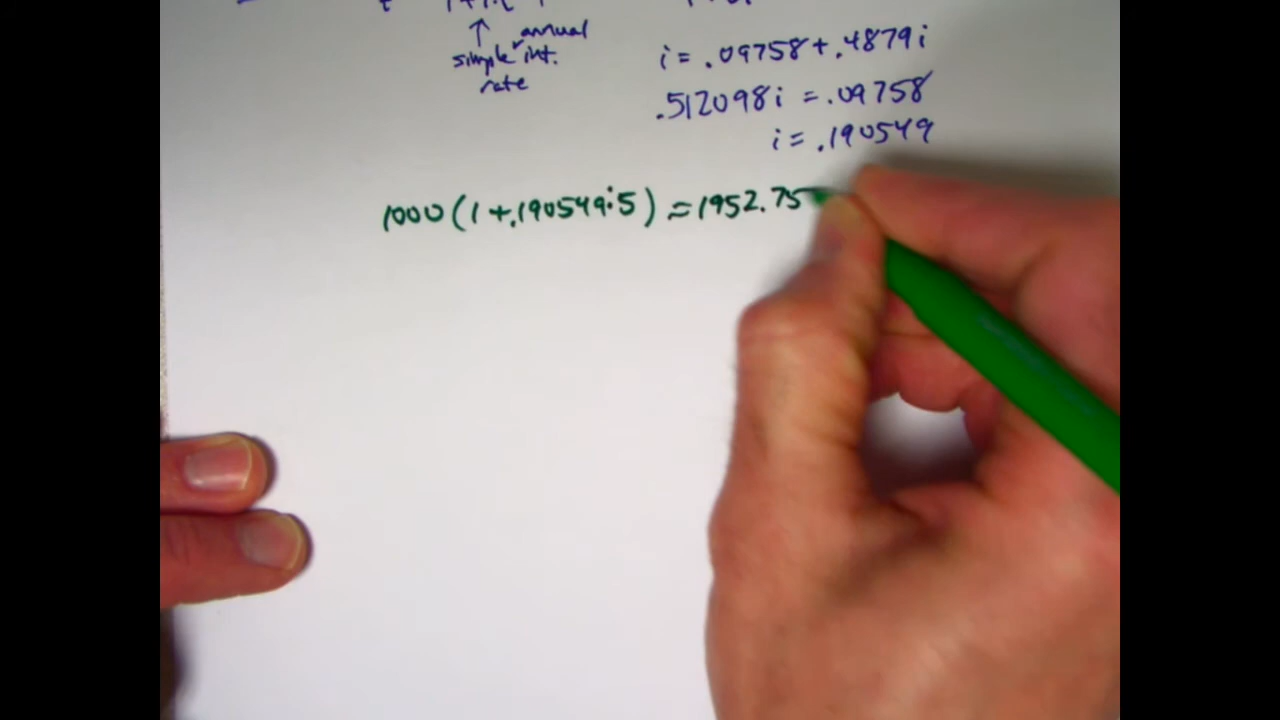 annual
simple int.
rate
i = .09758 + .4879i
.512098i = .09758
i = .190549
1000 (1 + .190549·5) = 1952.75